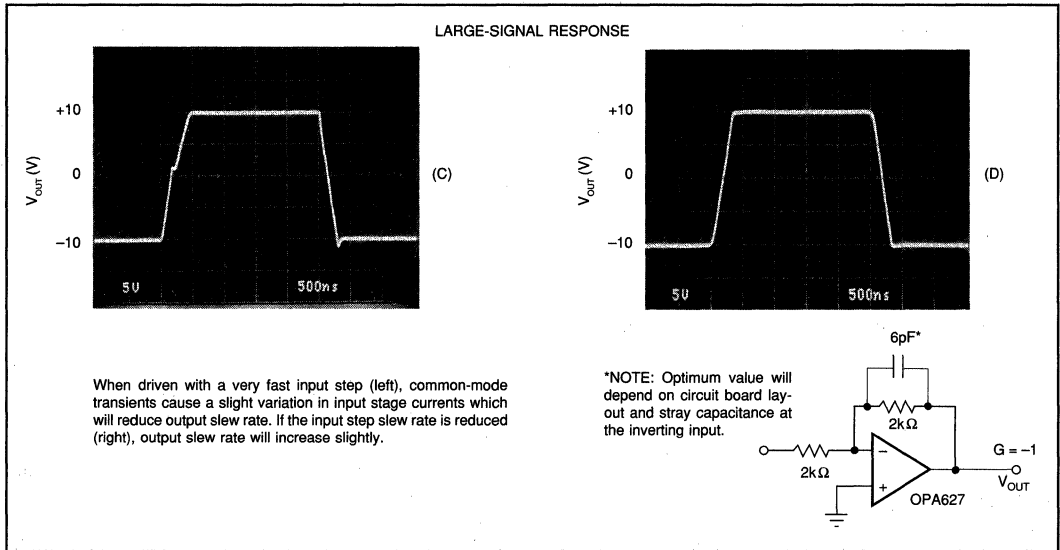 LARGE-SIGNAL RESPONSE
+10
0
−10
V_OUT (V)
5V
500ns
(C)
+10
0
−10
V_OUT (V)
5V
500ns
(D)
When driven with a very fast input step (left), common-mode
transients cause a slight variation in input stage currents which
will reduce output slew rate. If the input step slew rate is reduced
(right), output slew rate will increase slightly.
*NOTE: Optimum value will
depend on circuit board lay-
out and stray capacitance at
the inverting input.
6pF*
2kΩ
2kΩ
−
+
G = −1
V_OUT
OPA627